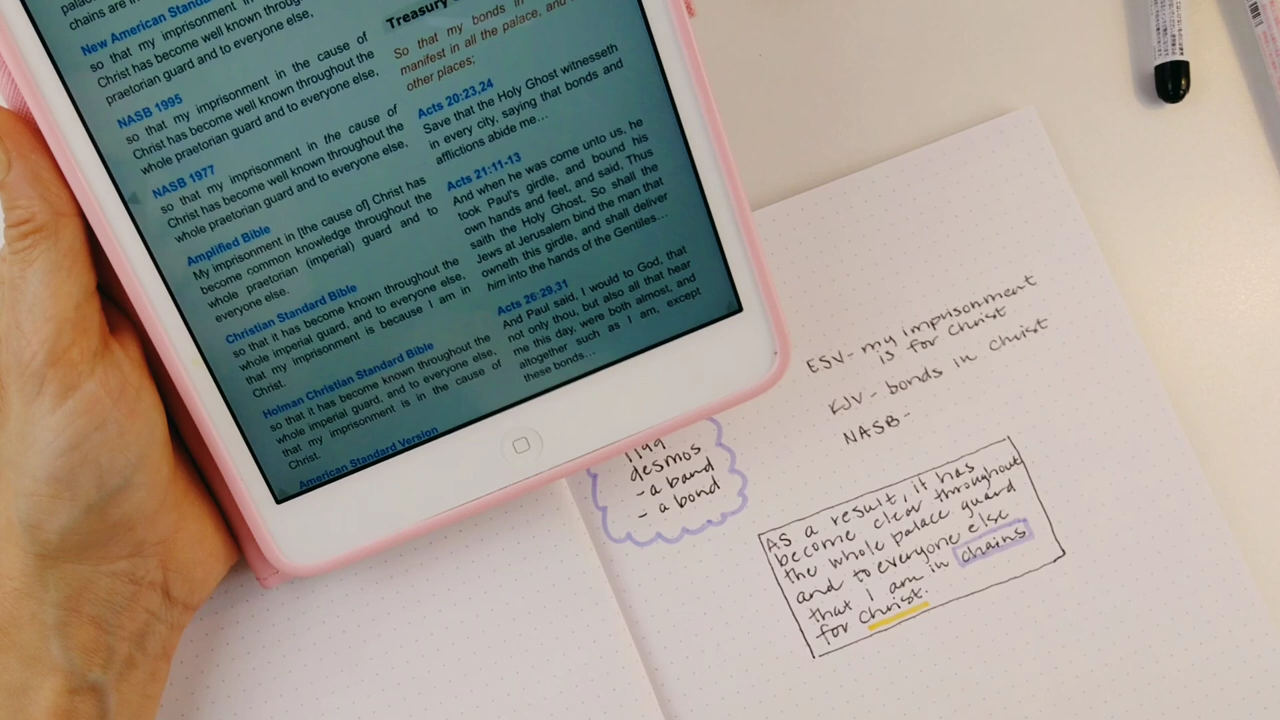 chains are in
New American Standa
so that my imprisonment in the cause of
Christ has become well known throughout the
praetorian guard and to everyone else,
NASB 1995
so that my imprisonment in the cause of
Christ has become well known throughout the
whole praetorian guard and to everyone else,
NASB 1977
so that my imprisonment in the cause of
Christ has become well known throughout the
whole praetorian guard and to everyone else,
Amplified Bible
My imprisonment in [the cause of] Christ has
become common knowledge throughout the
whole praetorian (imperial) guard and to
everyone else.
Christian Standard Bible
so that it has become known throughout the
whole imperial guard, and to everyone else,
that my imprisonment is because I am in
Christ.
Holman Christian Standard Bible
so that it has become known throughout the
whole imperial guard, and to everyone else,
that my imprisonment is in the cause of
Christ.
American Standard Version
Treasury
So that my bonds in
manifest in all the palace, and
other places;
Acts 20:23,24
Save that the Holy Ghost witnesseth
in every city, saying that bonds and
afflictions abide me…
Acts 21:11-13
And when he was come unto us, he
took Paul's girdle, and bound his
own hands and feet, and said, Thus
saith the Holy Ghost, So shall the
Jews at Jerusalem bind the man that
owneth this girdle, and shall deliver
him into the hands of the Gentiles…
Acts 26:29,31
And Paul said, I would to God, that
not only thou, but also all that hear
me this day, were both almost, and
altogether such as I am, except
these bonds…
ESV - my imprisonment
is for Christ
KJV - bonds in Christ
NASB -
1199
desmos
- a band
- a bond
As a result, it has
become clear throughout
the whole palace guard
and to everyone else
that I am in chains
for Christ.